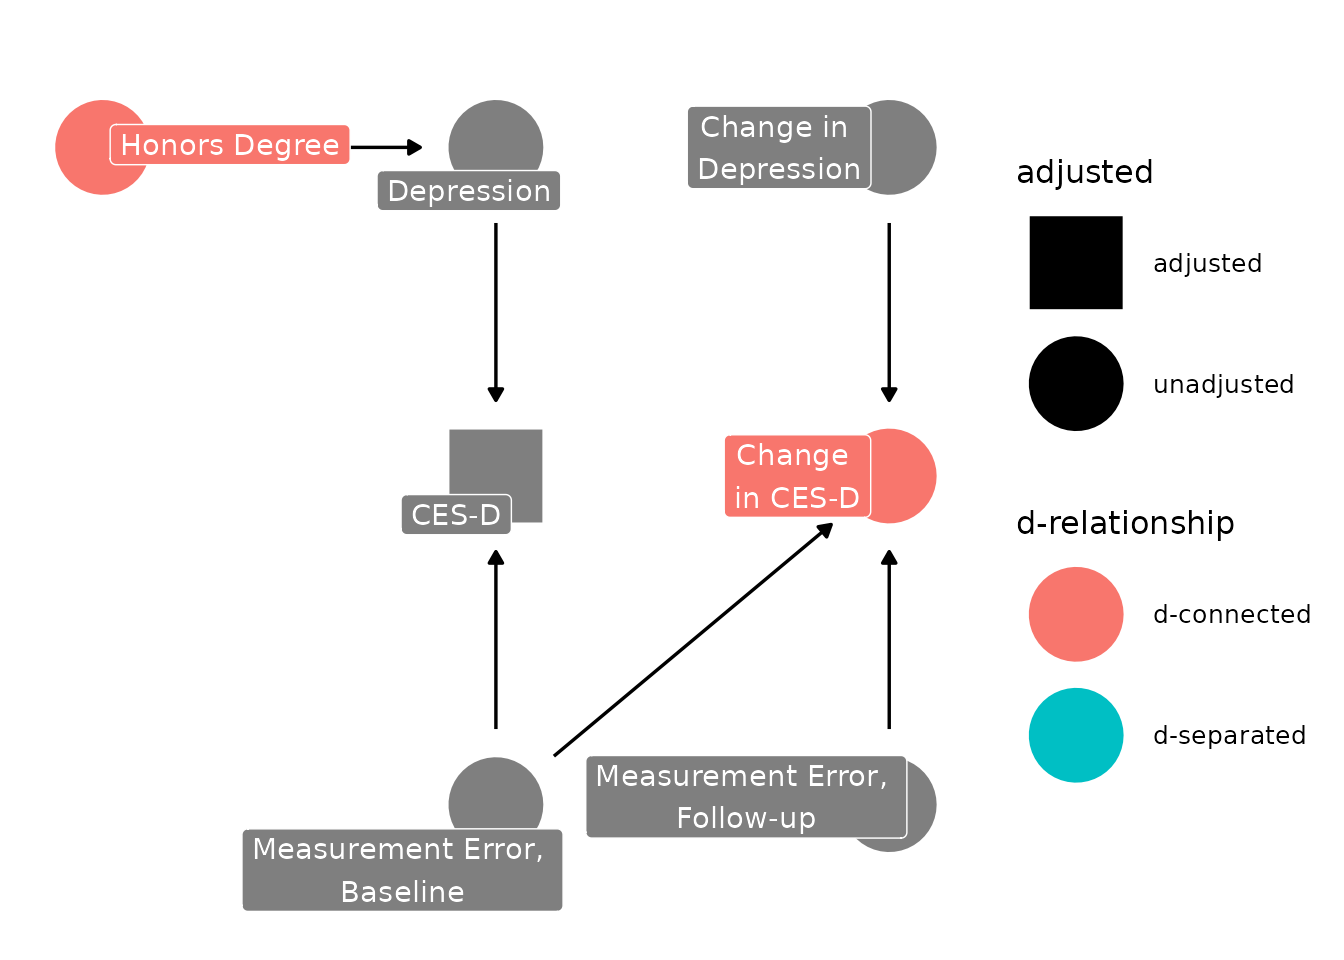 Honors Degree
Depression
Change in
Depression
CES-D
Change
in CES-D
Measurement Error,
Baseline
Measurement Error,
Follow-up
adjusted
adjusted
unadjusted
d-relationship
d-connected
d-separated